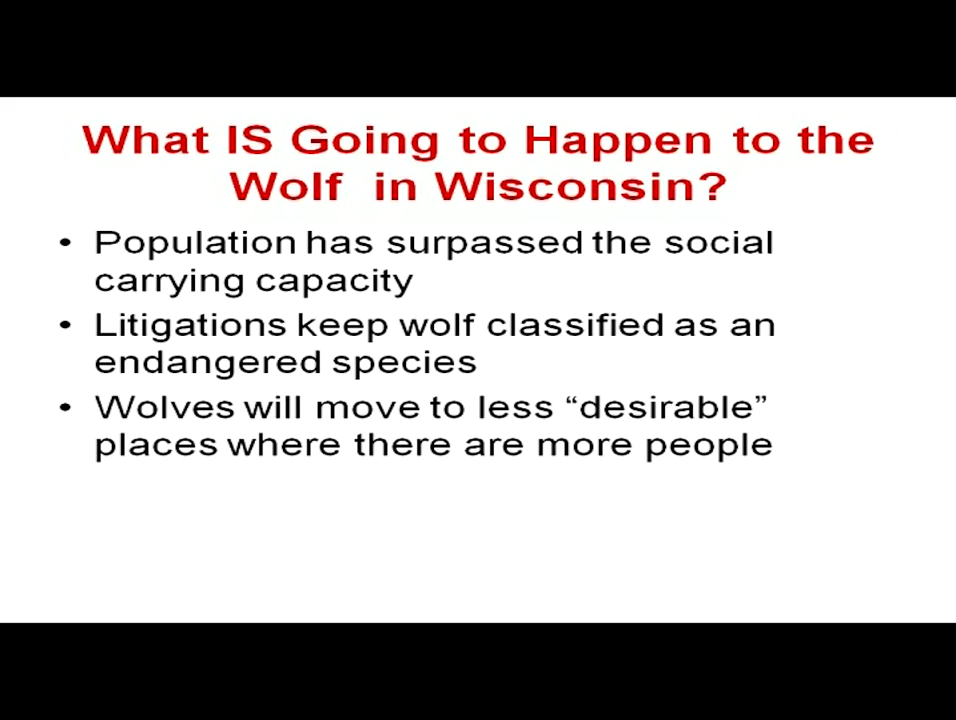 What IS Going to Happen to the
Wolf in Wisconsin?
• Population has surpassed the social
carrying capacity
• Litigations keep wolf classified as an
endangered species
• Wolves will move to less “desirable”
places where there are more people